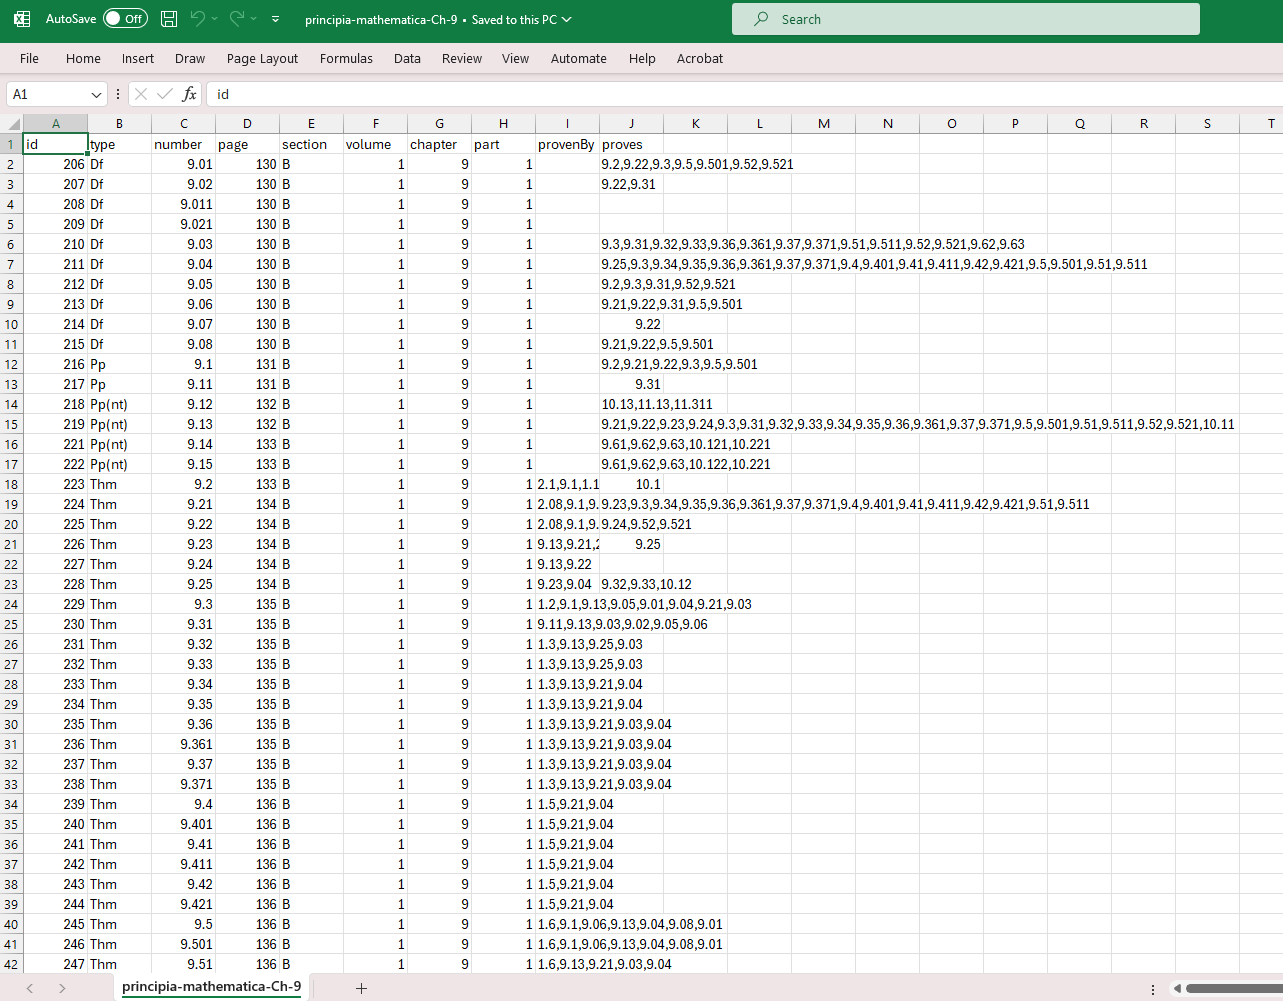 AutoSave Off principia-mathematica-Ch-9 • Saved to this PC Search
File Home Insert Draw Page Layout Formulas Data Review View Automate Help Acrobat
A1 fx id
A B C D E F G H I J K L M N O P Q R S T
1 id type number page section volume chapter part provenBy proves
2 206 Df 9.01 130 B 1 9 1 9.2,9.22,9.3,9.5,9.501,9.52,9.521
3 207 Df 9.02 130 B 1 9 1 9.22,9.31
4 208 Df 9.011 130 B 1 9 1
5 209 Df 9.021 130 B 1 9 1
6 210 Df 9.03 130 B 1 9 1 9.3,9.31,9.32,9.33,9.36,9.361,9.37,9.371,9.51,9.511,9.52,9.521,9.62,9.63
7 211 Df 9.04 130 B 1 9 1 9.25,9.3,9.34,9.35,9.36,9.361,9.37,9.371,9.4,9.401,9.41,9.411,9.42,9.421,9.5,9.501,9.51,9.511
8 212 Df 9.05 130 B 1 9 1 9.2,9.3,9.31,9.52,9.521
9 213 Df 9.06 130 B 1 9 1 9.21,9.22,9.31,9.5,9.501
10 214 Df 9.07 130 B 1 9 1 9.22
11 215 Df 9.08 130 B 1 9 1 9.21,9.22,9.5,9.501
12 216 Pp 9.1 131 B 1 9 1 9.2,9.21,9.22,9.3,9.5,9.501
13 217 Pp 9.11 131 B 1 9 1 9.31
14 218 Pp(nt) 9.12 132 B 1 9 1 10.13,11.13,11.311
15 219 Pp(nt) 9.13 132 B 1 9 1 9.21,9.22,9.23,9.24,9.3,9.31,9.32,9.33,9.34,9.35,9.36,9.361,9.37,9.371,9.5,9.501,9.51,9.511,9.52,9.521,10.11
16 221 Pp(nt) 9.14 133 B 1 9 1 9.61,9.62,9.63,10.121,10.221
17 222 Pp(nt) 9.15 133 B 1 9 1 9.61,9.62,9.63,10.122,10.221
18 223 Thm 9.2 133 B 1 9 1 2.1,9.1,1.1 10.1
19 224 Thm 9.21 134 B 1 9 1 2.08,9.1,9. 9.23,9.3,9.34,9.35,9.36,9.361,9.37,9.371,9.4,9.401,9.41,9.411,9.42,9.421,9.51,9.511
20 225 Thm 9.22 134 B 1 9 1 2.08,9.1,9. 9.24,9.52,9.521
21 226 Thm 9.23 134 B 1 9 1 9.13,9.21, 9.25
22 227 Thm 9.24 134 B 1 9 1 9.13,9.22
23 228 Thm 9.25 134 B 1 9 1 9.23,9.04 9.32,9.33,10.12
24 229 Thm 9.3 135 B 1 9 1 1.2,9.1,9.13,9.05,9.01,9.04,9.21,9.03
25 230 Thm 9.31 135 B 1 9 1 9.11,9.13,9.03,9.02,9.05,9.06
26 231 Thm 9.32 135 B 1 9 1 1.3,9.13,9.25,9.03
27 232 Thm 9.33 135 B 1 9 1 1.3,9.13,9.25,9.03
28 233 Thm 9.34 135 B 1 9 1 1.3,9.13,9.21,9.04
29 234 Thm 9.35 135 B 1 9 1 1.3,9.13,9.21,9.04
30 235 Thm 9.36 135 B 1 9 1 1.3,9.13,9.21,9.03,9.04
31 236 Thm 9.361 135 B 1 9 1 1.3,9.13,9.21,9.03,9.04
32 237 Thm 9.37 135 B 1 9 1 1.3,9.13,9.21,9.03,9.04
33 238 Thm 9.371 135 B 1 9 1 1.3,9.13,9.21,9.03,9.04
34 239 Thm 9.4 136 B 1 9 1 1.5,9.21,9.04
35 240 Thm 9.401 136 B 1 9 1 1.5,9.21,9.04
36 241 Thm 9.41 136 B 1 9 1 1.5,9.21,9.04
37 242 Thm 9.411 136 B 1 9 1 1.5,9.21,9.04
38 243 Thm 9.42 136 B 1 9 1 1.5,9.21,9.04
39 244 Thm 9.421 136 B 1 9 1 1.5,9.21,9.04
40 245 Thm 9.5 136 B 1 9 1 1.6,9.1,9.06,9.13,9.04,9.08,9.01
41 246 Thm 9.501 136 B 1 9 1 1.6,9.1,9.06,9.13,9.04,9.08,9.01
42 247 Thm 9.51 136 B 1 9 1 1.6,9.13,9.21,9.03,9.04
principia-mathematica-Ch-9